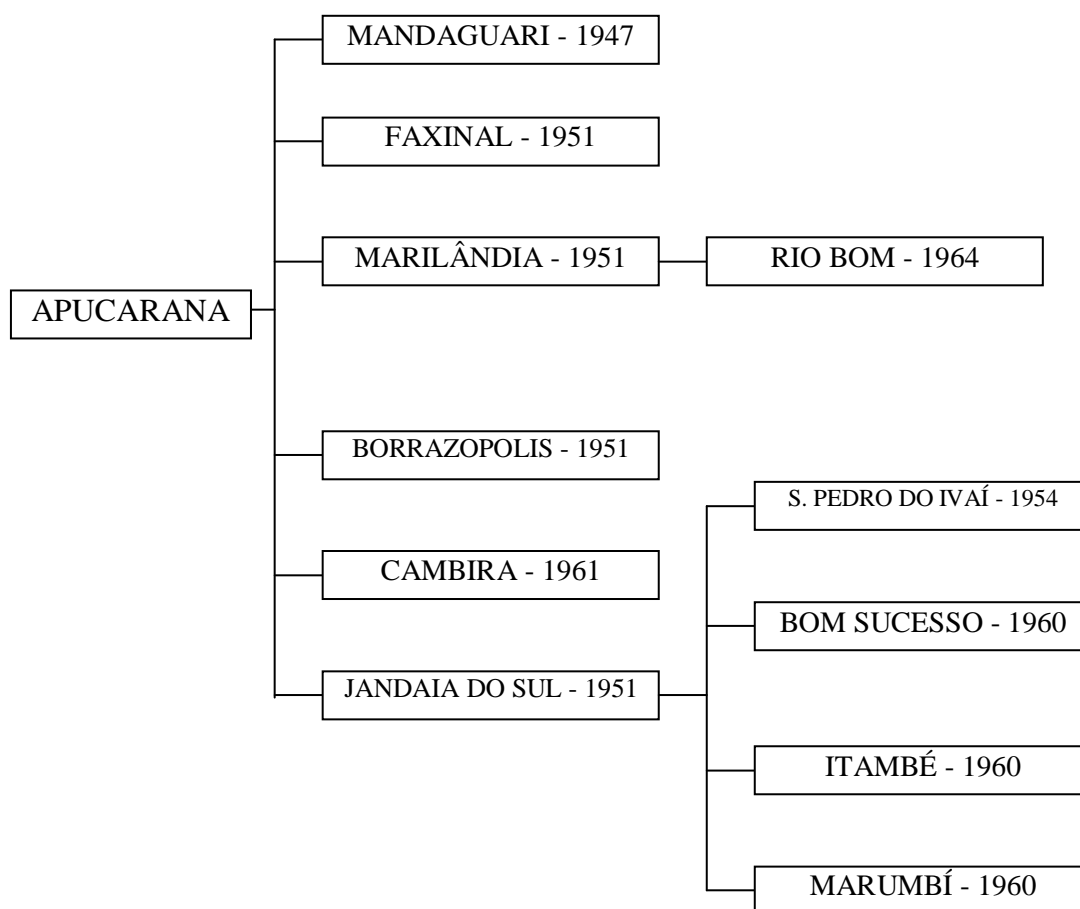 MANDAGUARI - 1947
FAXINAL - 1951
MARILÂNDIA - 1951
RIO BOM - 1964
APUCARANA
BORRAZOPOLIS - 1951
S. PEDRO DO IVAÍ - 1954
CAMBIRA - 1961
BOM SUCESSO - 1960
JANDAIA DO SUL - 1951
ITAMBÉ - 1960
MARUMBÍ - 1960